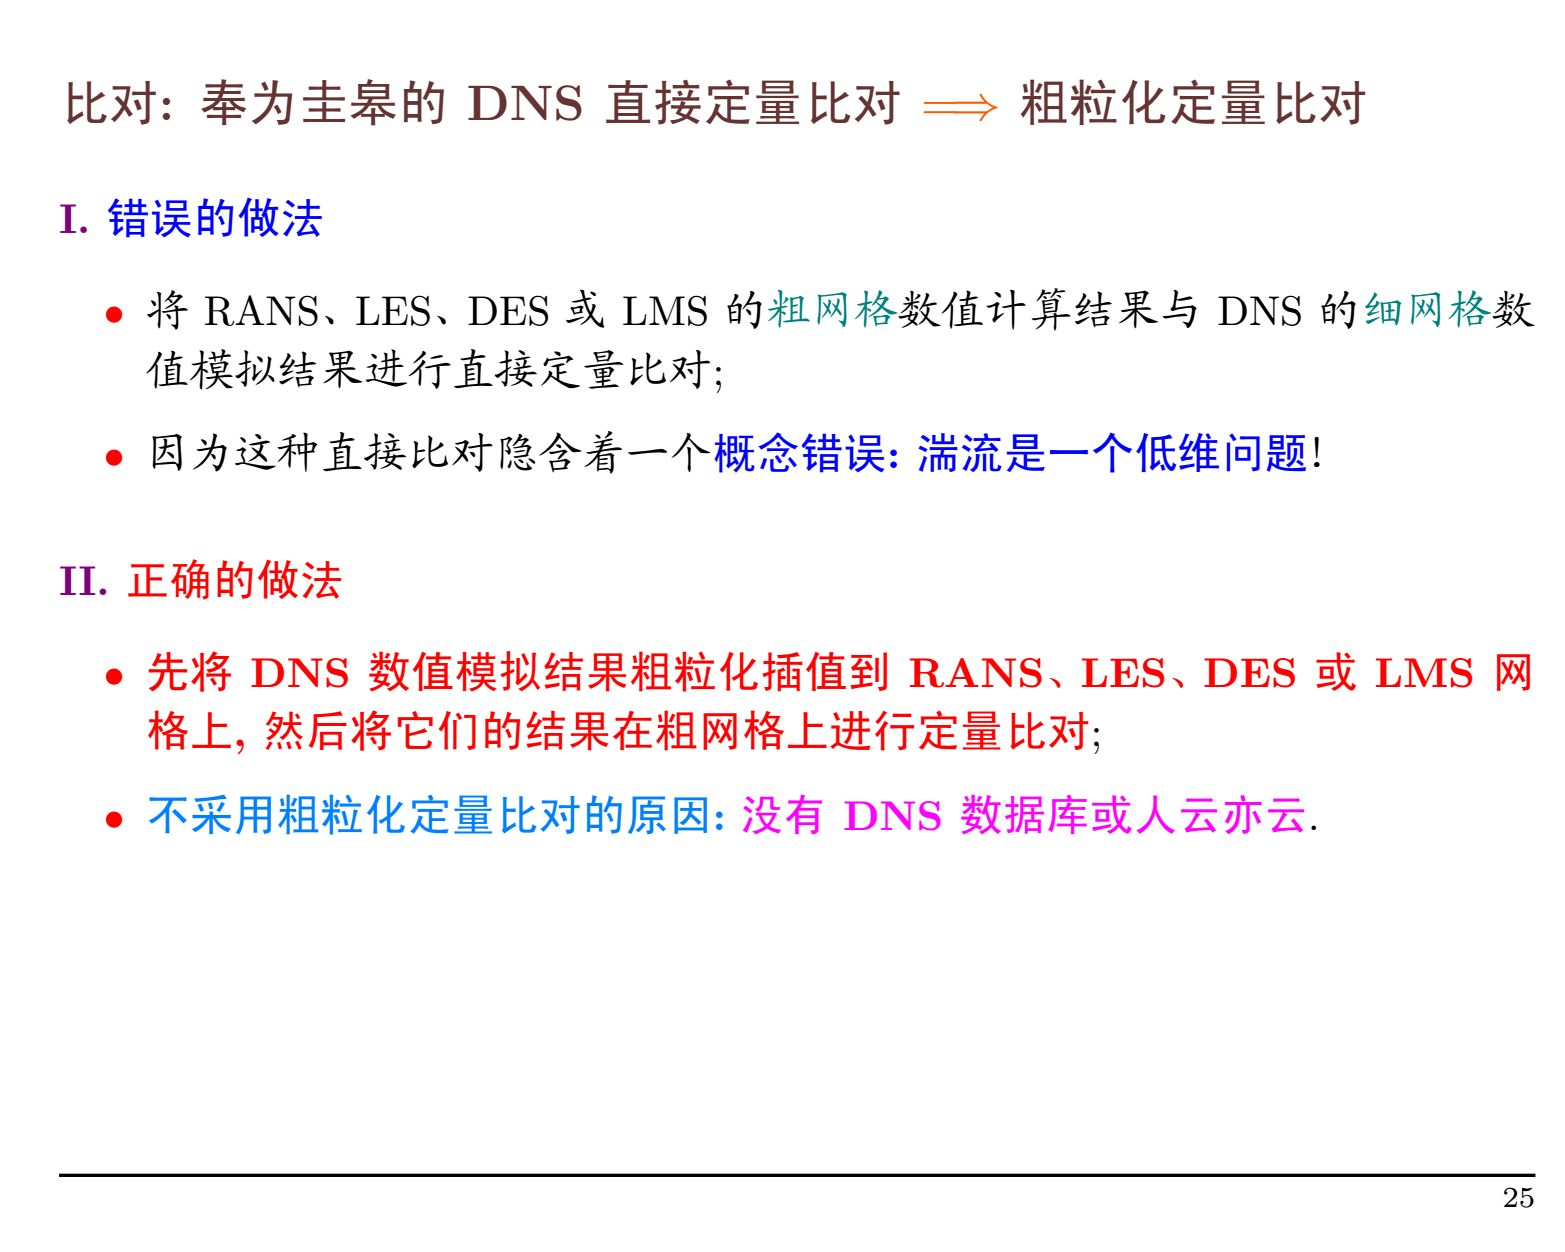 比对: 奉为圭臬的 DNS 直接定量比对 ⟹ 粗粒化定量比对
I. 错误的做法
• 将 RANS、LES、DES 或 LMS 的粗网格数值计算结果与 DNS 的细网格数
值模拟结果进行直接定量比对;
• 因为这种直接比对隐含着一个概念错误: 湍流是一个低维问题!
II. 正确的做法
• 先将 DNS 数值模拟结果粗粒化插值到 RANS、LES、DES 或 LMS 网
格上, 然后将它们的结果在粗网格上进行定量比对;
• 不采用粗粒化定量比对的原因: 没有 DNS 数据库或人云亦云.
25